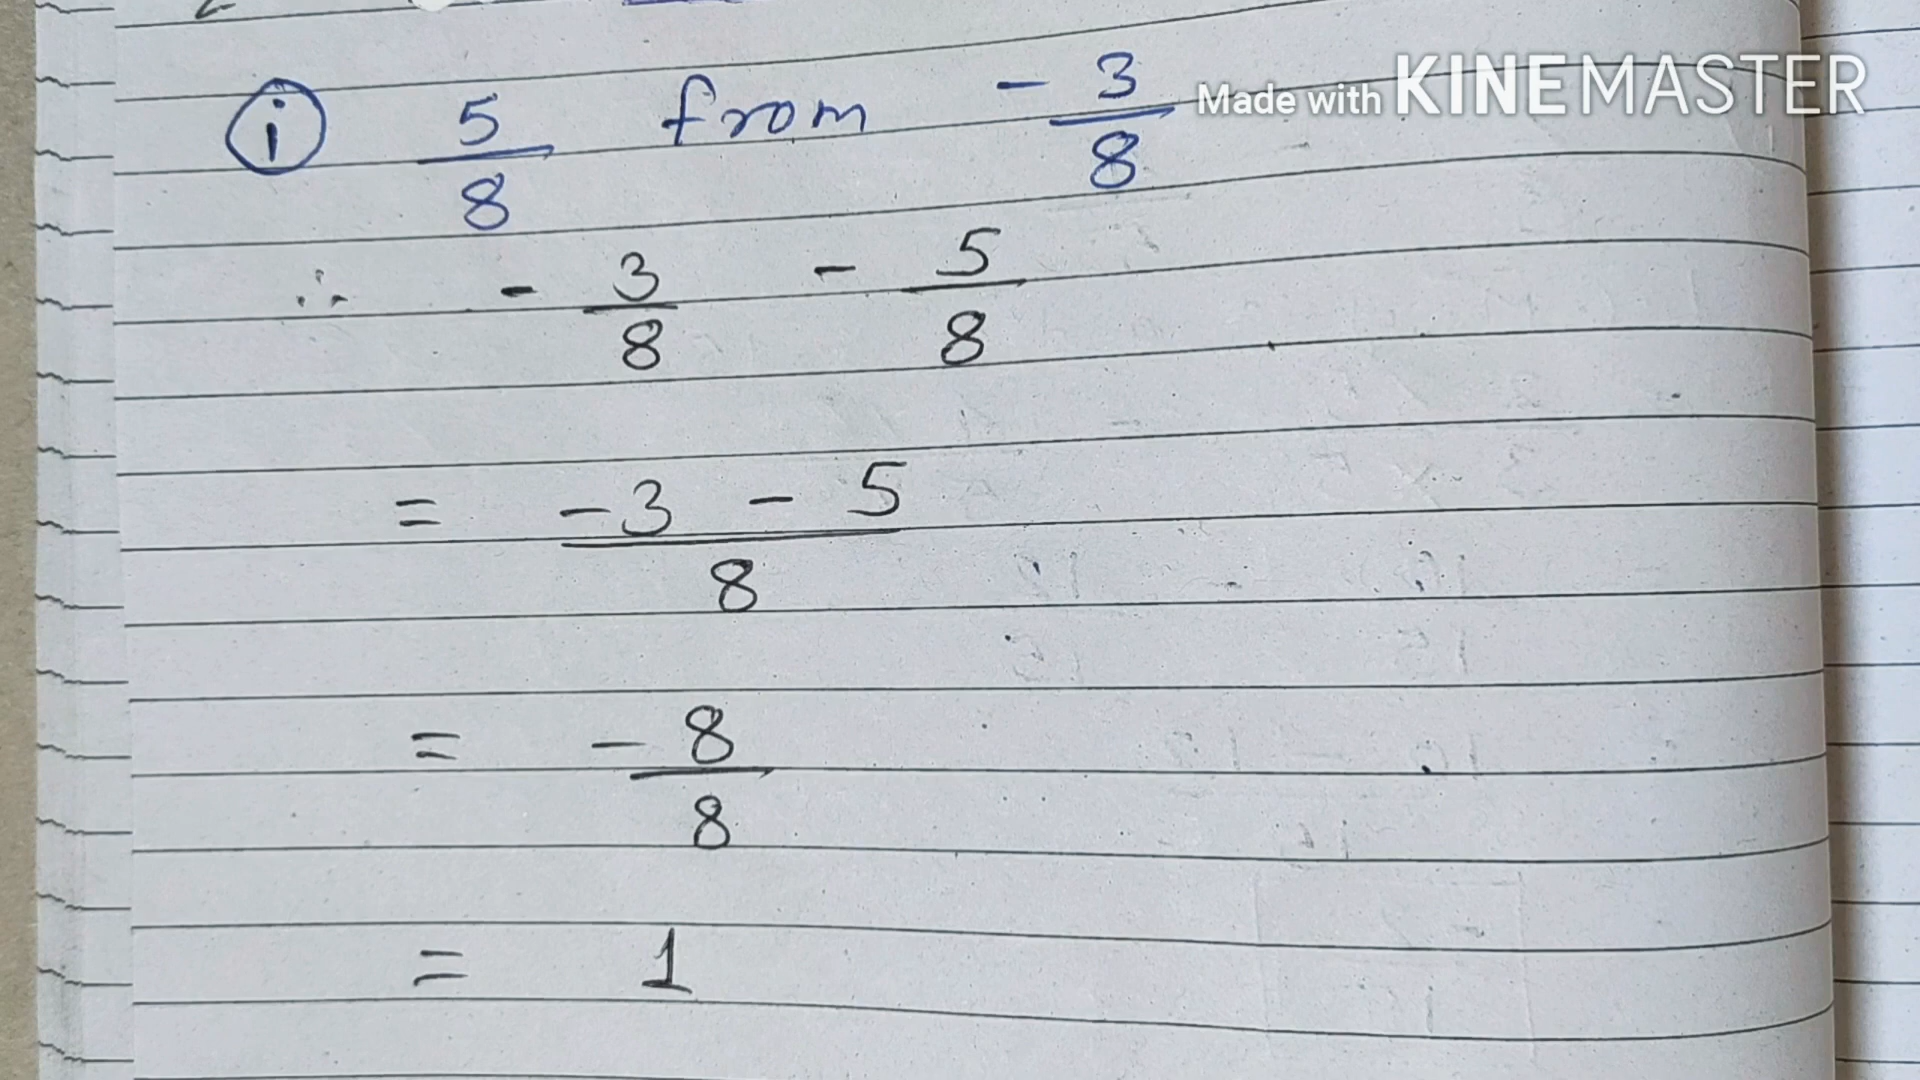 i 5/8 from - 3/8
Made with KINEMASTER
∴ - 3/8 - 5/8
= -3 - 5 / 8
= - 8/8
= 1